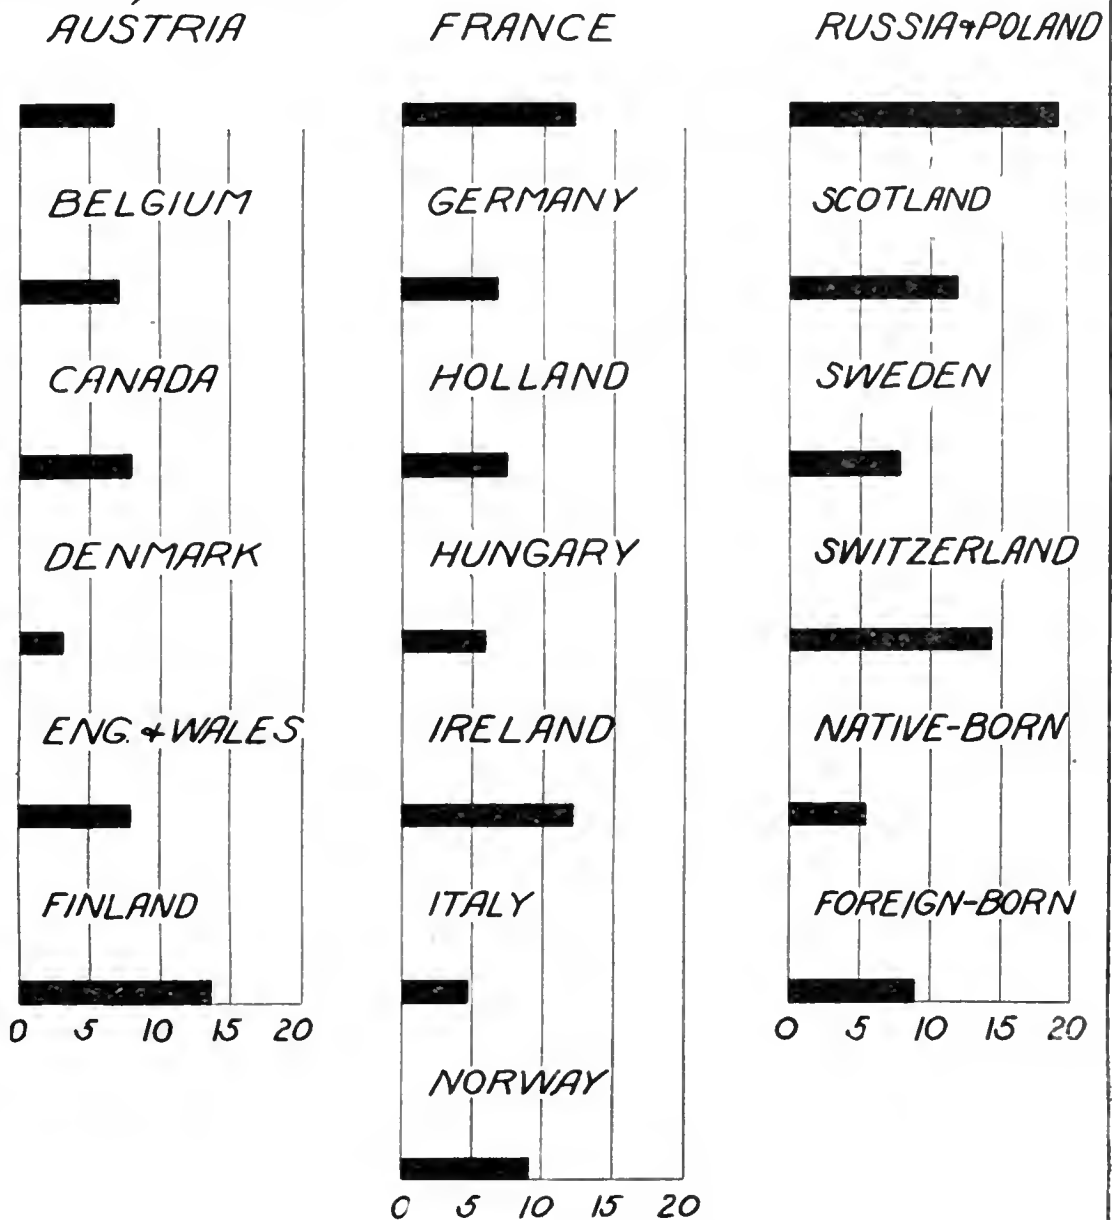 AUSTRIA
BELGIUM
CANADA
DENMARK
ENG. & WALES
FINLAND
0 5 10 15 20
FRANCE
GERMANY
HOLLAND
HUNGARY
IRELAND
ITALY
NORWAY
0 5 10 15 20
RUSSIA & POLAND
SCOTLAND
SWEDEN
SWITZERLAND
NATIVE-BORN
FOREIGN-BORN
0 5 10 15 20